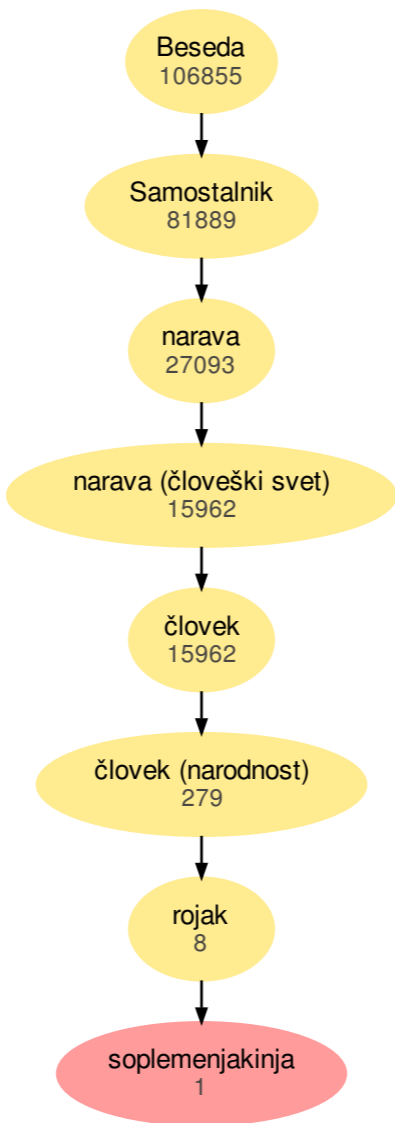 Beseda
106855
Samostalnik
81889
narava
27093
narava (človeški svet)
15962
človek
15962
človek (narodnost)
279
rojak
8
soplemenjakinja
1